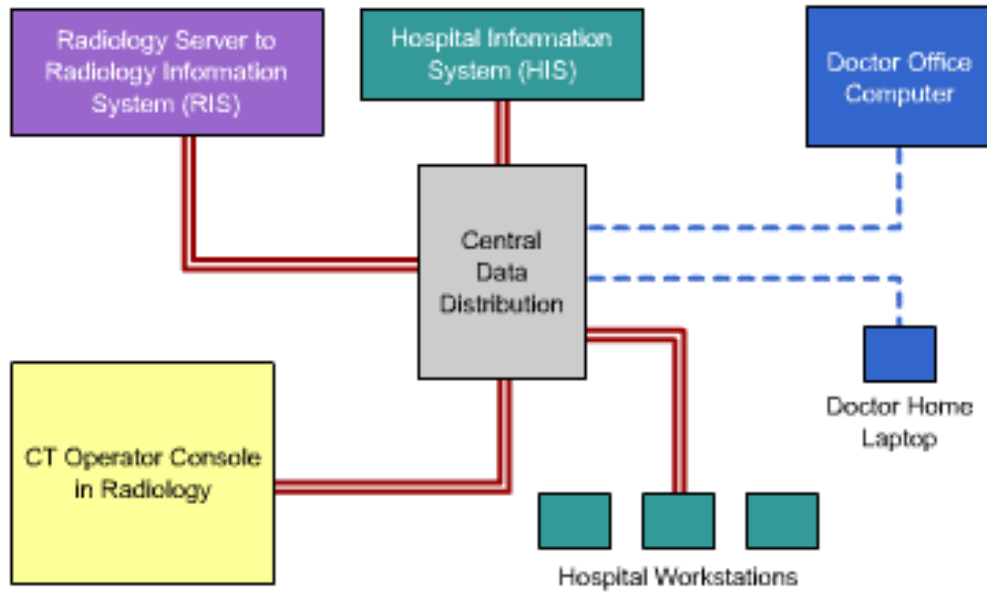 Radiology Server to
Radiology Information
System (RIS)
Hospital Information
System (HIS)
Doctor Office
Computer
Central
Data
Distribution
CT Operator Console
in Radiology
Doctor Home
Laptop
Hospital Workstations